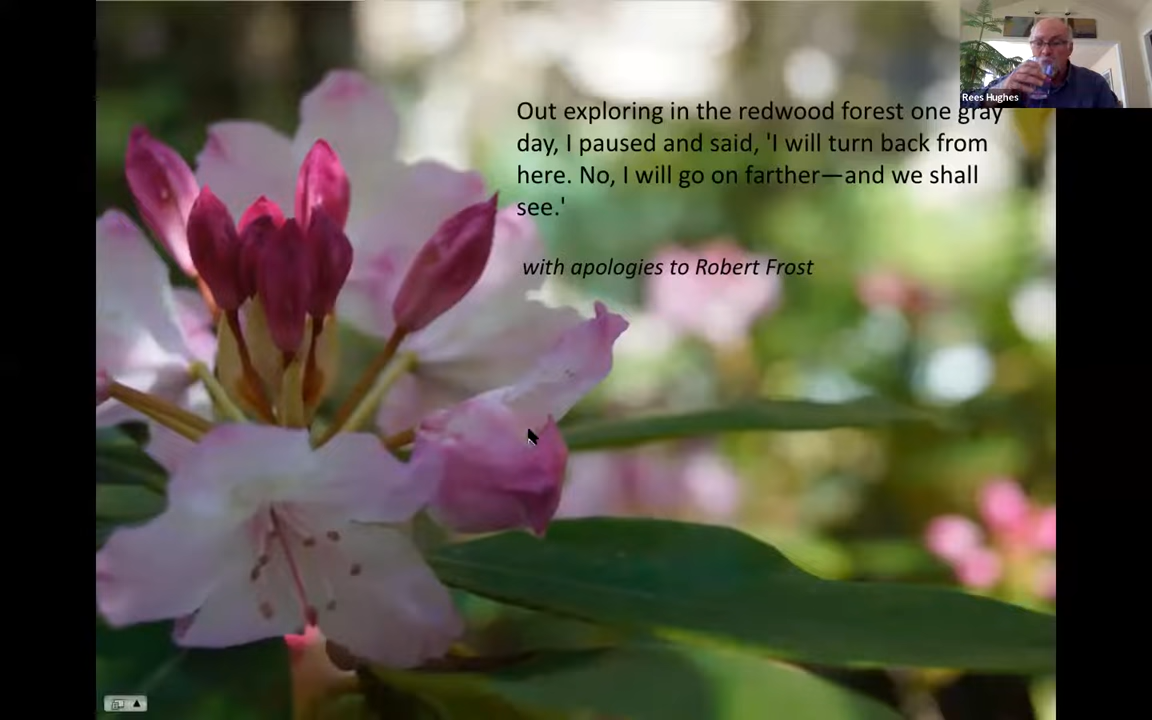 Out exploring in the redwood forest one gray
day, I paused and said, 'I will turn back from
here. No, I will go on farther—and we shall
see.'
with apologies to Robert Frost
Rees Hughes